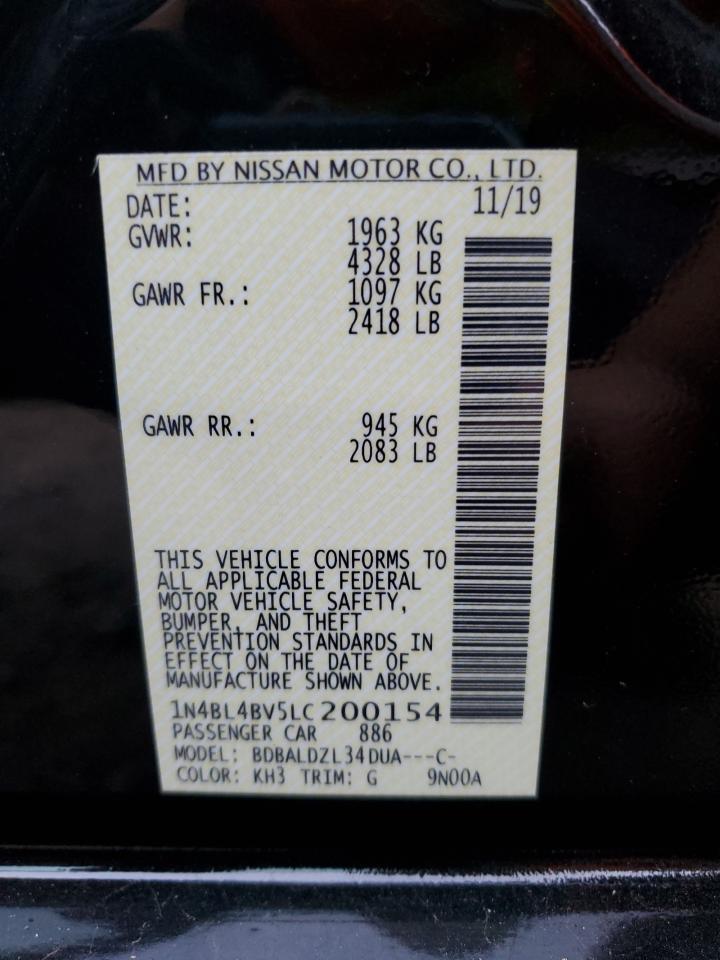 MFD BY NISSAN MOTOR CO., LTD.
DATE: 11/19
GVWR: 1963 KG
4328 LB
GAWR FR.: 1097 KG
2418 LB
GAWR RR.: 945 KG
2083 LB
THIS VEHICLE CONFORMS TO
ALL APPLICABLE FEDERAL
MOTOR VEHICLE SAFETY,
BUMPER, AND THEFT
PREVENTION STANDARDS IN
EFFECT ON THE DATE OF
MANUFACTURE SHOWN ABOVE.
1N4BL4BV5LC200154
PASSENGER CAR 886
MODEL: BDBALDZL34DUA---C-
COLOR: KH3 TRIM: G 9N00A